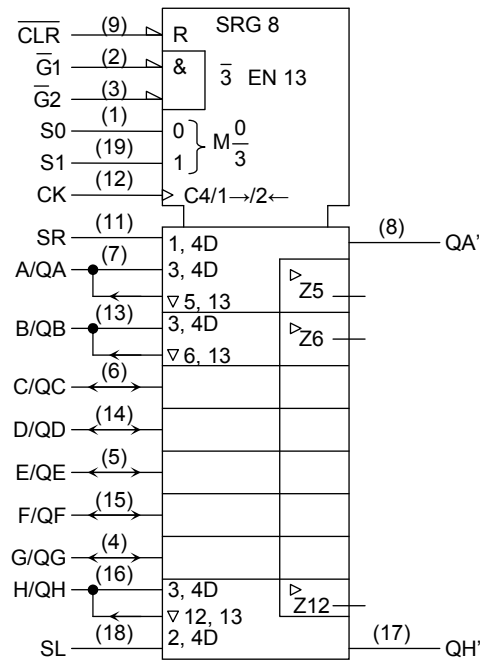 CLR (9) R SRG 8
G1 (2) & 3 EN 13
G2 (3)
S0 (1) 0 M 0/3
S1 (19) 1
CK (12) C4/1→/2←
SR (11) 1, 4D (8) QA'
A/QA (7) 3, 4D Z5
▽ 5, 13
B/QB (13) 3, 4D Z6
▽ 6, 13
C/QC (6)
D/QD (14)
E/QE (5)
F/QF (15)
G/QG (4)
H/QH (16) 3, 4D Z12
▽ 12, 13
SL (18) 2, 4D (17) QH'